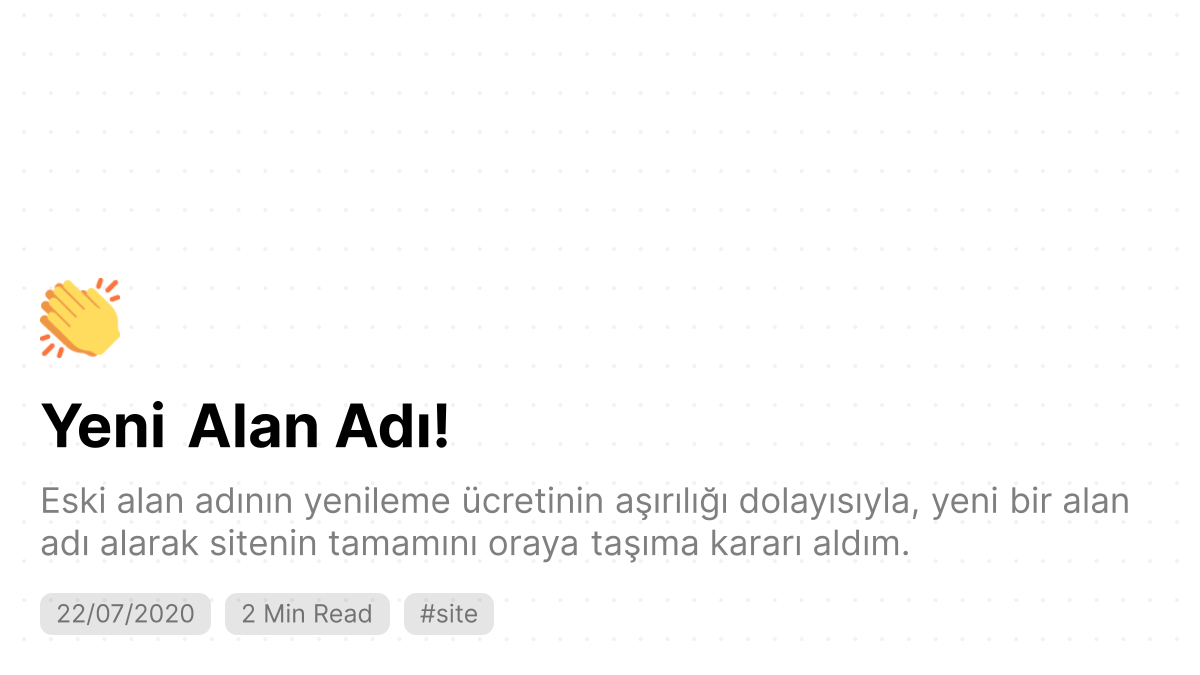 Yeni Alan Adı!
Eski alan adının yenileme ücretinin aşırılığı dolayısıyla, yeni bir alan
adı alarak sitenin tamamını oraya taşıma kararı aldım.
22/07/2020 2 Min Read #site